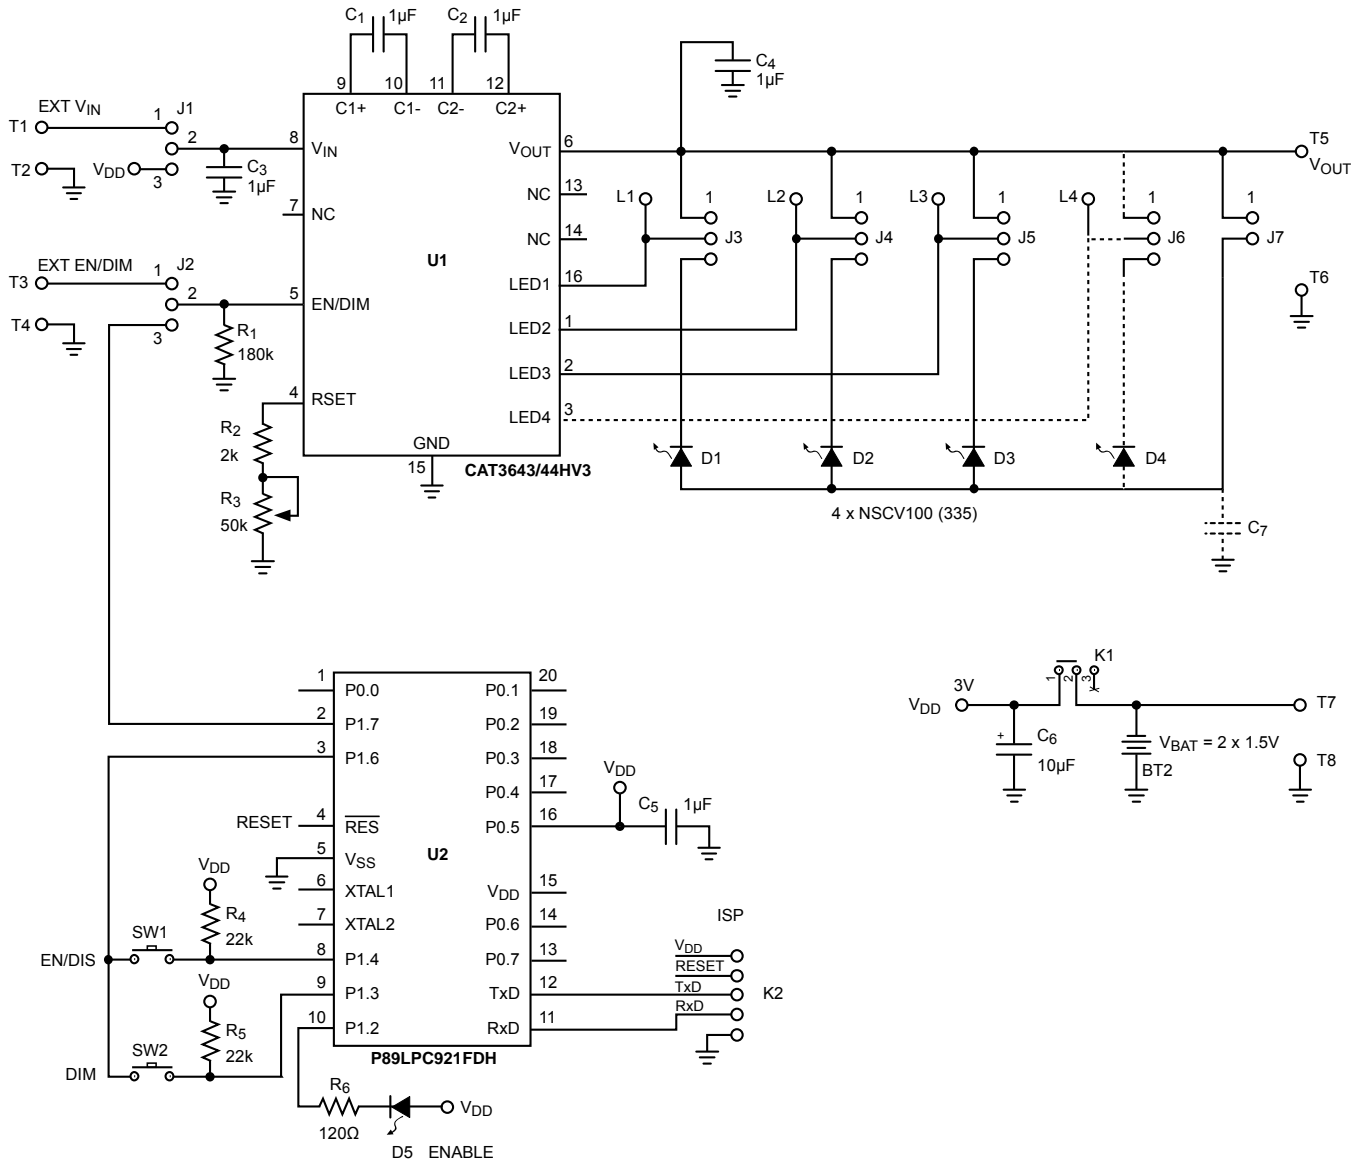 C1 1µF C2 1µF
9 10 11 12
C1+ C1- C2- C2+
C4
1µF
EXT VIN J1
T1 1
2
T2 VDD 3
C3
1µF
8 VIN
7 NC
EXT EN/DIM J2
T3 1
2
T4 3
5 EN/DIM
R1
180k
4 RSET
R2
2k
R3
50k
U1
GND
15
CAT3643/44HV3
VOUT 6
NC 13
NC 14
LED1 16
LED2 1
LED3 2
LED4 3
L1 1
J3
L2 1
J4
L3 1
J5
L4 1
J6
1
J7
T5
VOUT
T6
D1 D2 D3 D4
4 x NSCV100 (335)
C7
1 P0.0
2 P1.7
3 P1.6
RESET 4 RES
5 VSS
6 XTAL1
7 XTAL2
8 P1.4
9 P1.3
10 P1.2
U2
P0.1 20
P0.2 19
P0.3 18
P0.4 17
P0.5 16
VDD 15
P0.6 14
P0.7 13
TxD 12
RxD 11
P89LPC921FDH
VDD
C5 1µF
VDD
R4
22k
SW1
EN/DIS
VDD
R5
22k
SW2
DIM
R6
120Ω
VDD
D5 ENABLE
ISP
VDD
RESET
TxD
RxD
K2
K1
1 2 3
VDD 3V
+ C6
10µF
VBAT = 2 x 1.5V
BT2
T7
T8